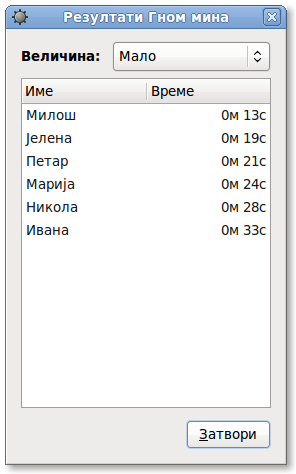 Резултати Гном мина
Величина: Мало
Име Време
Милош 0м 13с
Јелена 0м 19с
Петар 0м 21с
Марија 0м 24с
Никола 0м 28с
Ивана 0м 33с
Затвори